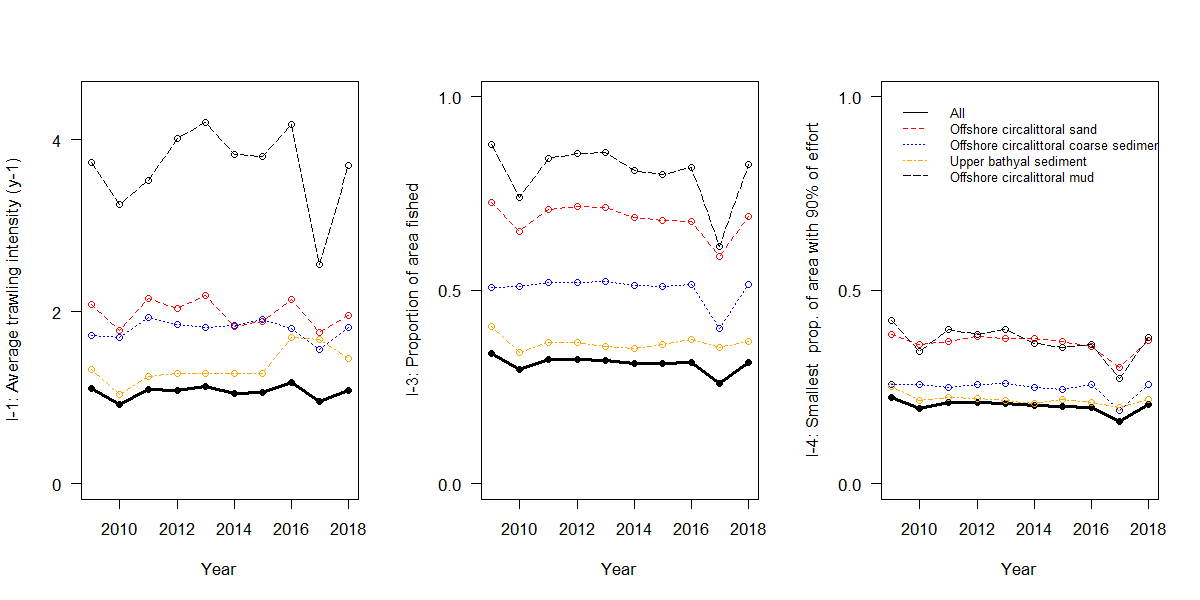 I-1: Average trawling intensity (y-1)
4
2
0
2010 2012 2014 2016 2018
Year
I-3: Proportion of area fished
1.0
0.5
0.0
2010 2012 2014 2016 2018
Year
I-4: Smallest prop. of area with 90% of effort
1.0
0.5
0.0
All
Offshore circalittoral sand
Offshore circalittoral coarse sedimen
Upper bathyal sediment
Offshore circalittoral mud
2010 2012 2014 2016 2018
Year